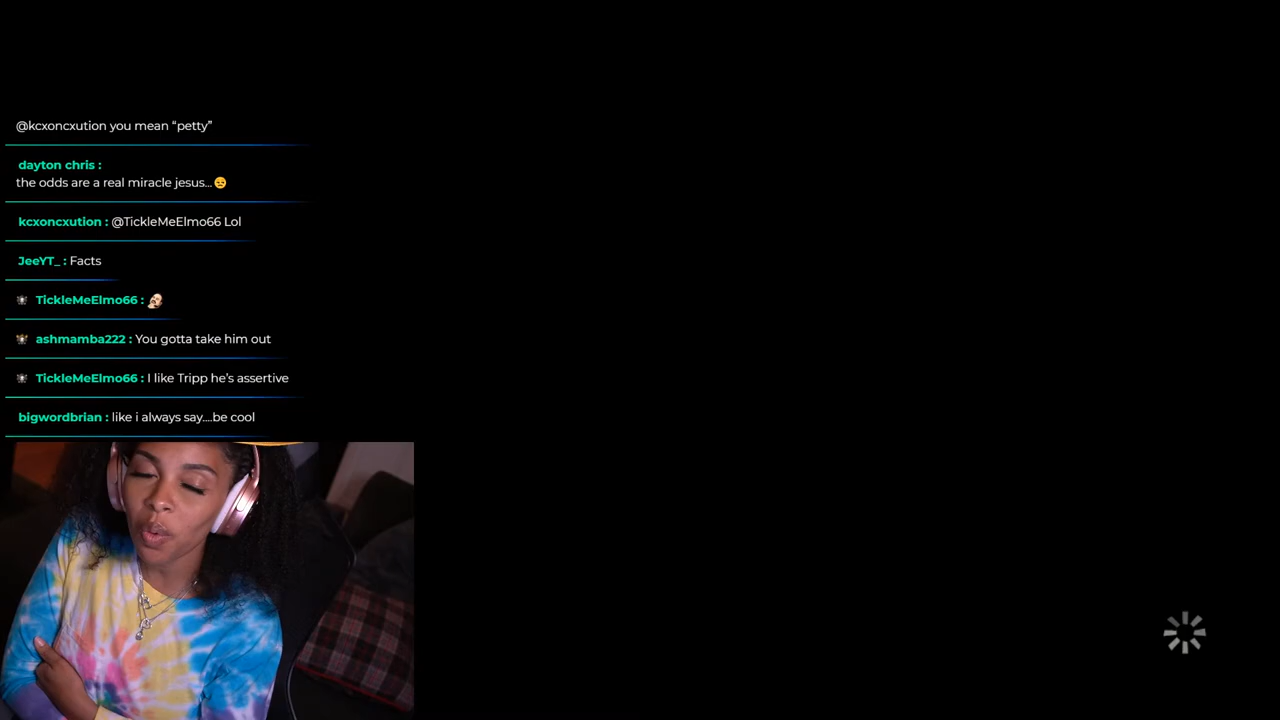 @kcxoncxution you mean “petty”
dayton chris :
the odds are a real miracle jesus...😔
kcxoncxution : @TickleMeElmo66 Lol
JeeYT_ : Facts
TickleMeElmo66 :
ashmamba222 : You gotta take him out
TickleMeElmo66 : I like Tripp he’s assertive
bigwordbrian : like i always say....be cool